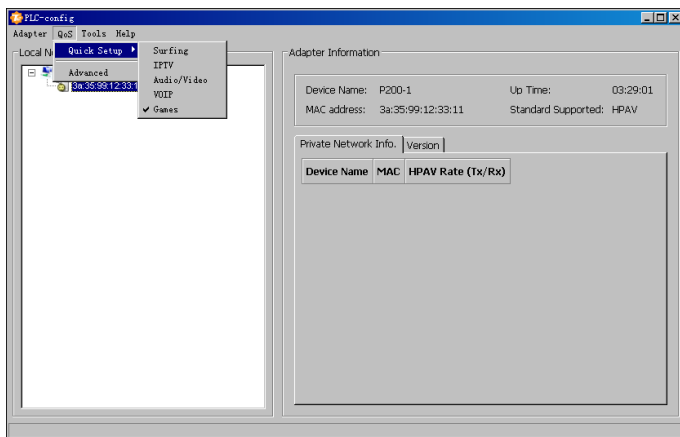 PLC-config
Adapter QoS Tools Help
Quick Setup
Advanced
Surfing
IPTV
Audio/Video
VOIP
Games
Local N
3a:35:99:12:33:1
Adapter Information
Device Name: P200-1 Up Time: 03:29:01
MAC address: 3a:35:99:12:33:11 Standard Supported: HPAV
Private Network Info. Version
Device Name MAC HPAV Rate (Tx/Rx)